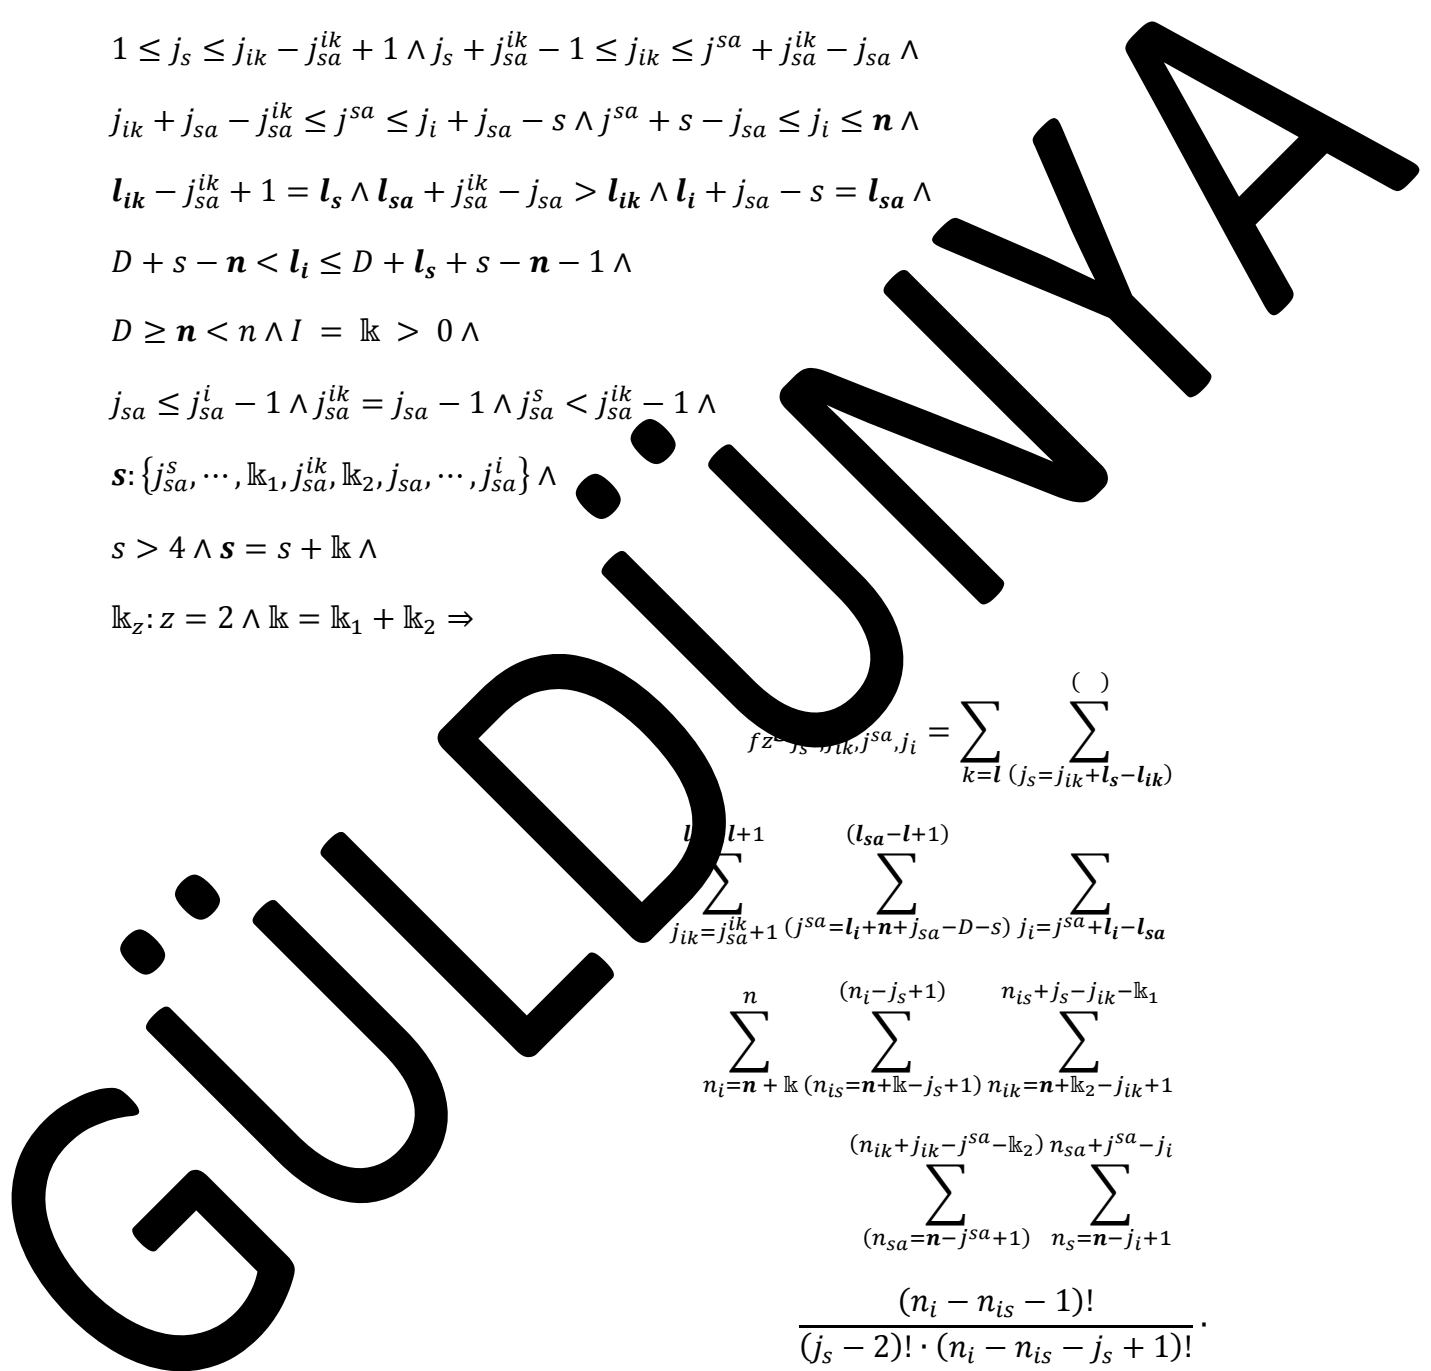 1 ≤ j_s ≤ j_{ik} − j_{sa}^{ik} + 1 ∧ j_s + j_{sa}^{ik} − 1 ≤ j_{ik} ≤ j^{sa} + j_{sa}^{ik} − j_{sa} ∧
j_{ik} + j_{sa} − j_{sa}^{ik} ≤ j^{sa} ≤ j_i + j_{sa} − s ∧ j^{sa} + s − j_{sa} ≤ j_i ≤ n ∧
l_{ik} − j_{sa}^{ik} + 1 = l_s ∧ l_{sa} + j_{sa}^{ik} − j_{sa} > l_{ik} ∧ l_i + j_{sa} − s = l_{sa} ∧
D + s − n < l_i ≤ D + l_s + s − n − 1 ∧
D ≥ n < n ∧ I = 𝕜 > 0 ∧
j_{sa} ≤ j_{sa}^{i} − 1 ∧ j_{sa}^{ik} = j_{sa} − 1 ∧ j_{sa}^{s} < j_{sa}^{ik} − 1 ∧
s: {j_{sa}^{s}, ⋯, 𝕜_1, j_{sa}^{ik}, 𝕜_2, j_{sa}, ⋯, j_{sa}^{i}} ∧
s > 4 ∧ s = s + 𝕜 ∧
𝕜_z: z = 2 ∧ 𝕜 = 𝕜_1 + 𝕜_2 ⇒
j^{sa},j_i = ∑_{k=l} ∑_{(j_s=j_{ik}+l_s−l_{ik})}^{( )}
∑_{j_{ik}=j_{sa}^{ik}+1}^{l+1} ∑_{(j^{sa}=l_i+n+j_{sa}−D−s)}^{(l_{sa}−l+1)} ∑_{j_i=j^{sa}+l_i−l_{sa}}
∑_{n_i=n+𝕜}^{n} ∑_{(n_{is}=n+𝕜−j_s+1)}^{(n_i−j_s+1)} ∑_{n_{ik}=n+𝕜_2−j_{ik}+1}^{n_{is}+j_s−j_{ik}−𝕜_1}
∑_{(n_{sa}=n−j^{sa}+1)}^{(n_{ik}+j_{ik}−j^{sa}−𝕜_2)} ∑_{n_s=n−j_i+1}^{n_{sa}+j^{sa}−j_i}
(n_i − n_{is} − 1)!
/ (j_s − 2)! · (n_i − n_{is} − j_s + 1)! ·
GÜLDÜNYA